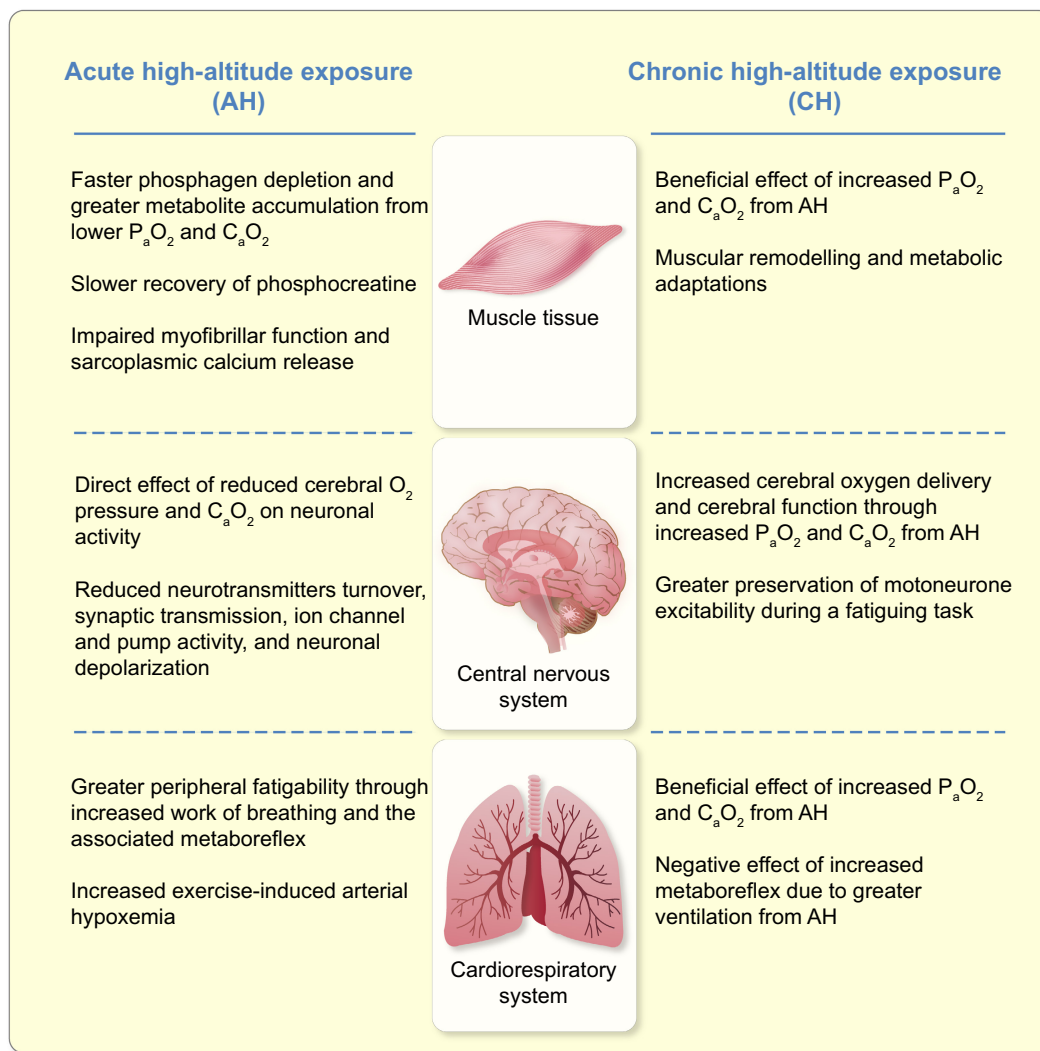 Acute high-altitude exposure
(AH)
Chronic high-altitude exposure
(CH)
Faster phosphagen depletion and
greater metabolite accumulation from
lower PaO2 and CaO2
Slower recovery of phosphocreatine
Impaired myofibrillar function and
sarcoplasmic calcium release
Muscle tissue
Beneficial effect of increased PaO2
and CaO2 from AH
Muscular remodelling and metabolic
adaptations
Direct effect of reduced cerebral O2
pressure and CaO2 on neuronal
activity
Reduced neurotransmitters turnover,
synaptic transmission, ion channel
and pump activity, and neuronal
depolarization
Central nervous
system
Increased cerebral oxygen delivery
and cerebral function through
increased PaO2 and CaO2 from AH
Greater preservation of motoneurone
excitability during a fatiguing task
Greater peripheral fatigability through
increased work of breathing and the
associated metaboreflex
Increased exercise-induced arterial
hypoxemia
Cardiorespiratory
system
Beneficial effect of increased PaO2
and CaO2 from AH
Negative effect of increased
metaboreflex due to greater
ventilation from AH